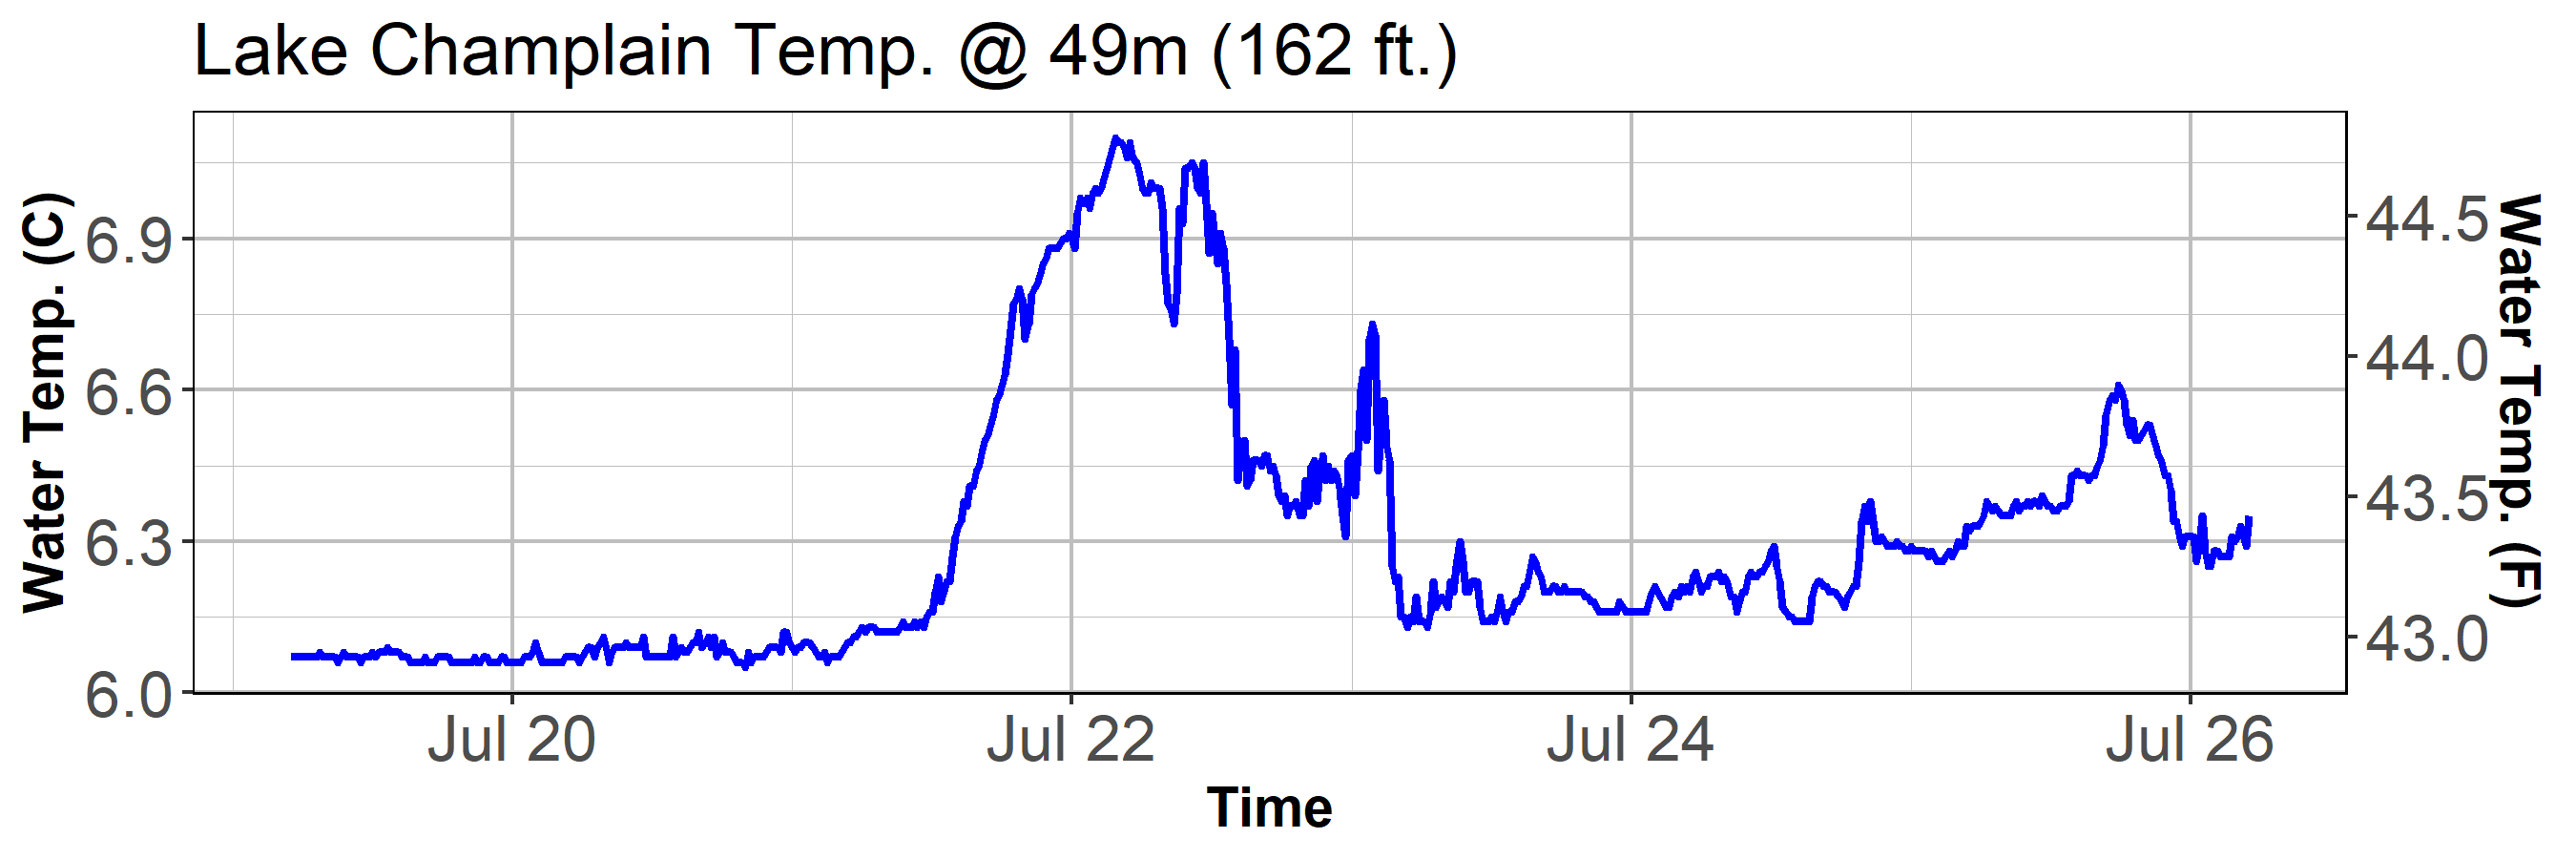 Lake Champlain Temp. @ 49m (162 ft.)
Water Temp. (C)
6.9
6.6
6.3
6.0
44.5
44.0
43.5
43.0
Water Temp. (F)
Jul 20
Jul 22
Jul 24
Jul 26
Time